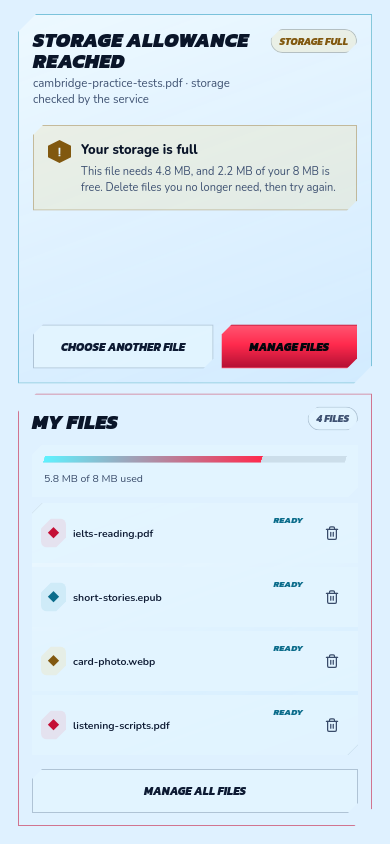 STORAGE ALLOWANCE
REACHED
STORAGE FULL
cambridge-practice-tests.pdf · storage
checked by the service
!
Your storage is full
This file needs 4.8 MB, and 2.2 MB of your 8 MB is
free. Delete files you no longer need, then try again.
CHOOSE ANOTHER FILE
MANAGE FILES
MY FILES
4 FILES
5.8 MB of 8 MB used
READY
ielts-reading.pdf
READY
short-stories.epub
READY
card-photo.webp
READY
listening-scripts.pdf
MANAGE ALL FILES